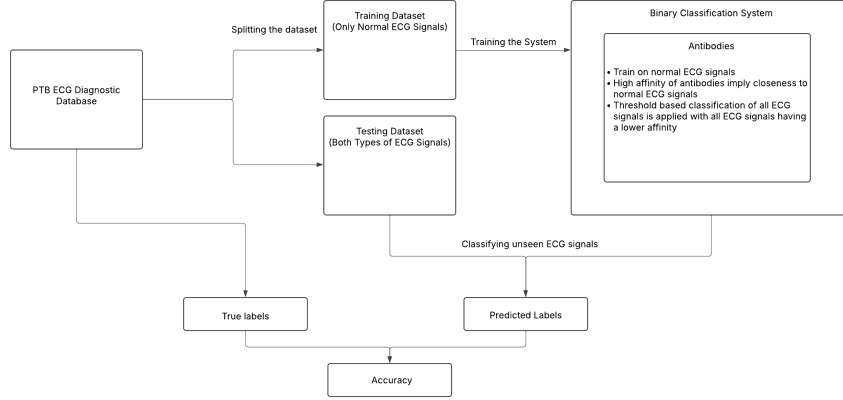 Training Dataset
(Only Normal ECG Signals)
Binary Classification System
Splitting the dataset
Training the System
Antibodies
• Train on normal ECG signals
• High affinity of antibodies imply closeness to
normal ECG signals
• Threshold based classification of all ECG
signals is applied with all ECG signals having
a lower affinity
PTB ECG Diagnostic
Database
Testing Dataset
(Both Types of ECG Signals)
Classifying unseen ECG signals
True labels
Predicted Labels
Accuracy